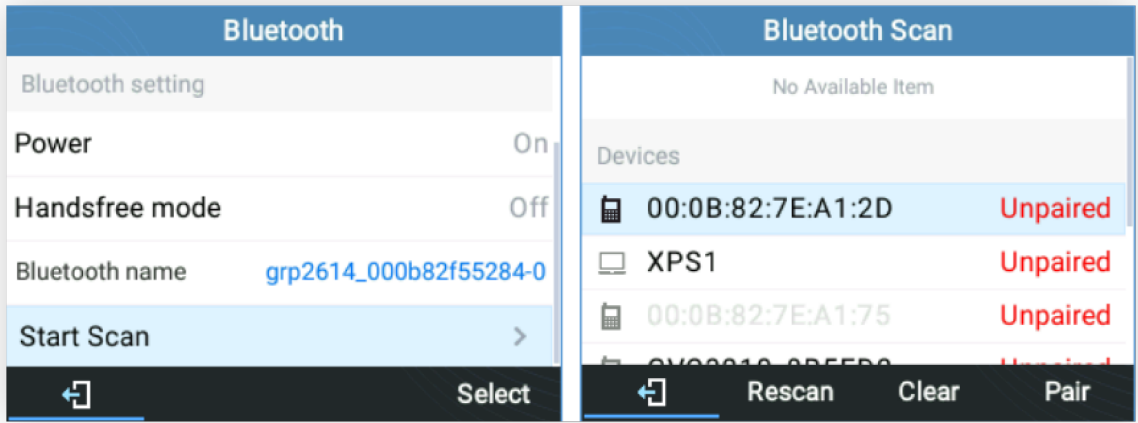 Bluetooth
Bluetooth setting
Power On
Handsfree mode Off
Bluetooth name grp2614_000b82f55284-0
Start Scan
Select
Bluetooth Scan
No Available Item
Devices
00:0B:82:7E:A1:2D Unpaired
XPS1 Unpaired
00:0B:82:7E:A1:75 Unpaired
Rescan Clear Pair